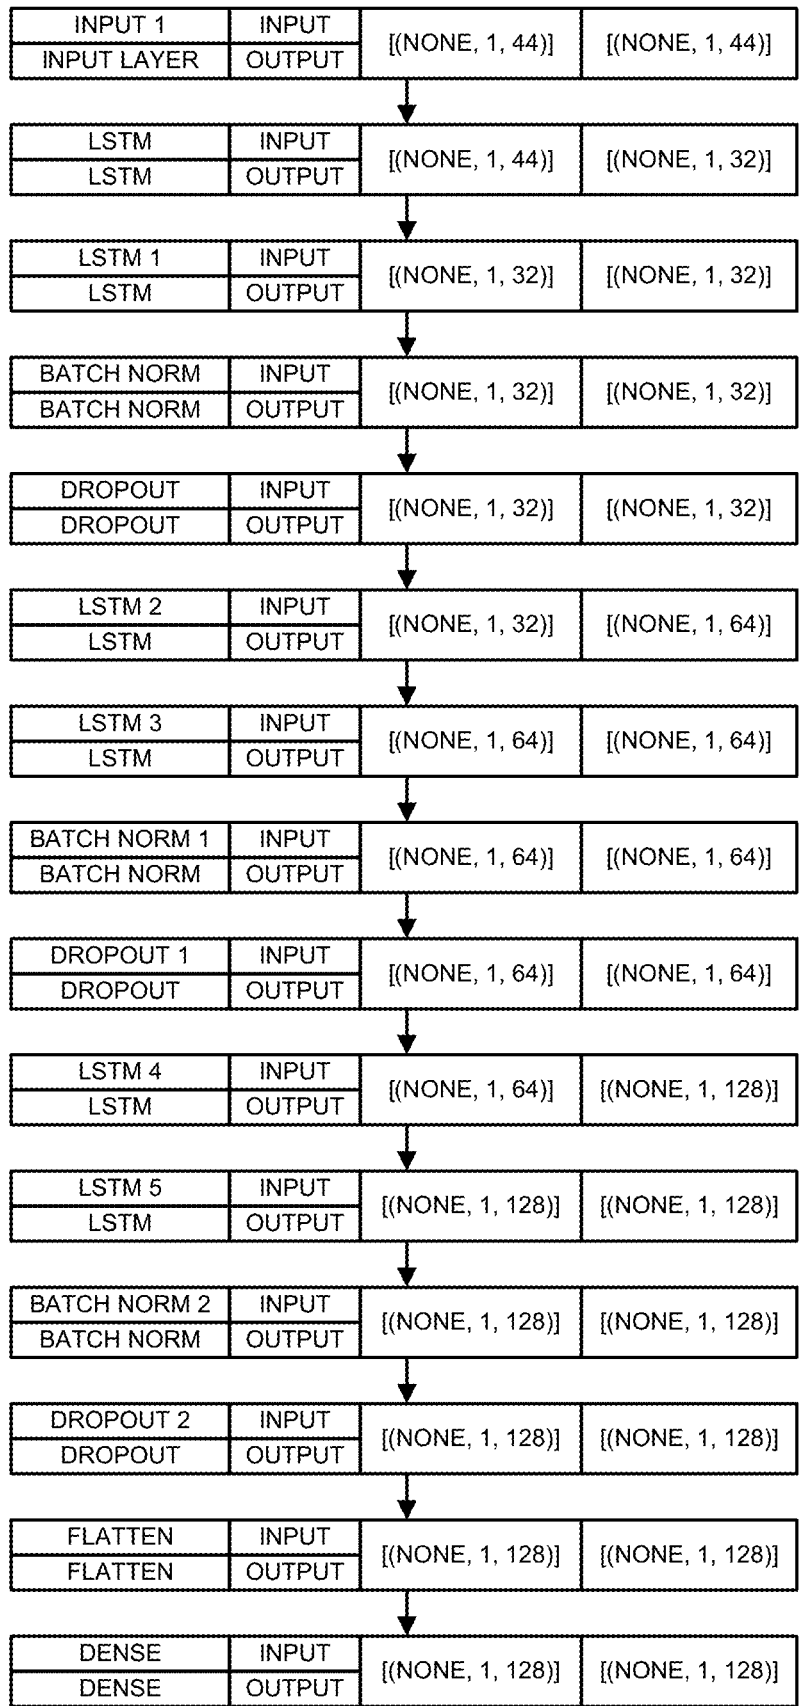 INPUT 1 INPUT [(NONE, 1, 44)] [(NONE, 1, 44)]
INPUT LAYER OUTPUT
LSTM INPUT [(NONE, 1, 44)] [(NONE, 1, 32)]
LSTM OUTPUT
LSTM 1 INPUT [(NONE, 1, 32)] [(NONE, 1, 32)]
LSTM OUTPUT
BATCH NORM INPUT [(NONE, 1, 32)] [(NONE, 1, 32)]
BATCH NORM OUTPUT
DROPOUT INPUT [(NONE, 1, 32)] [(NONE, 1, 32)]
DROPOUT OUTPUT
LSTM 2 INPUT [(NONE, 1, 32)] [(NONE, 1, 64)]
LSTM OUTPUT
LSTM 3 INPUT [(NONE, 1, 64)] [(NONE, 1, 64)]
LSTM OUTPUT
BATCH NORM 1 INPUT [(NONE, 1, 64)] [(NONE, 1, 64)]
BATCH NORM OUTPUT
DROPOUT 1 INPUT [(NONE, 1, 64)] [(NONE, 1, 64)]
DROPOUT OUTPUT
LSTM 4 INPUT [(NONE, 1, 64)] [(NONE, 1, 128)]
LSTM OUTPUT
LSTM 5 INPUT [(NONE, 1, 128)] [(NONE, 1, 128)]
LSTM OUTPUT
BATCH NORM 2 INPUT [(NONE, 1, 128)] [(NONE, 1, 128)]
BATCH NORM OUTPUT
DROPOUT 2 INPUT [(NONE, 1, 128)] [(NONE, 1, 128)]
DROPOUT OUTPUT
FLATTEN INPUT [(NONE, 1, 128)] [(NONE, 1, 128)]
FLATTEN OUTPUT
DENSE INPUT [(NONE, 1, 128)] [(NONE, 1, 128)]
DENSE OUTPUT